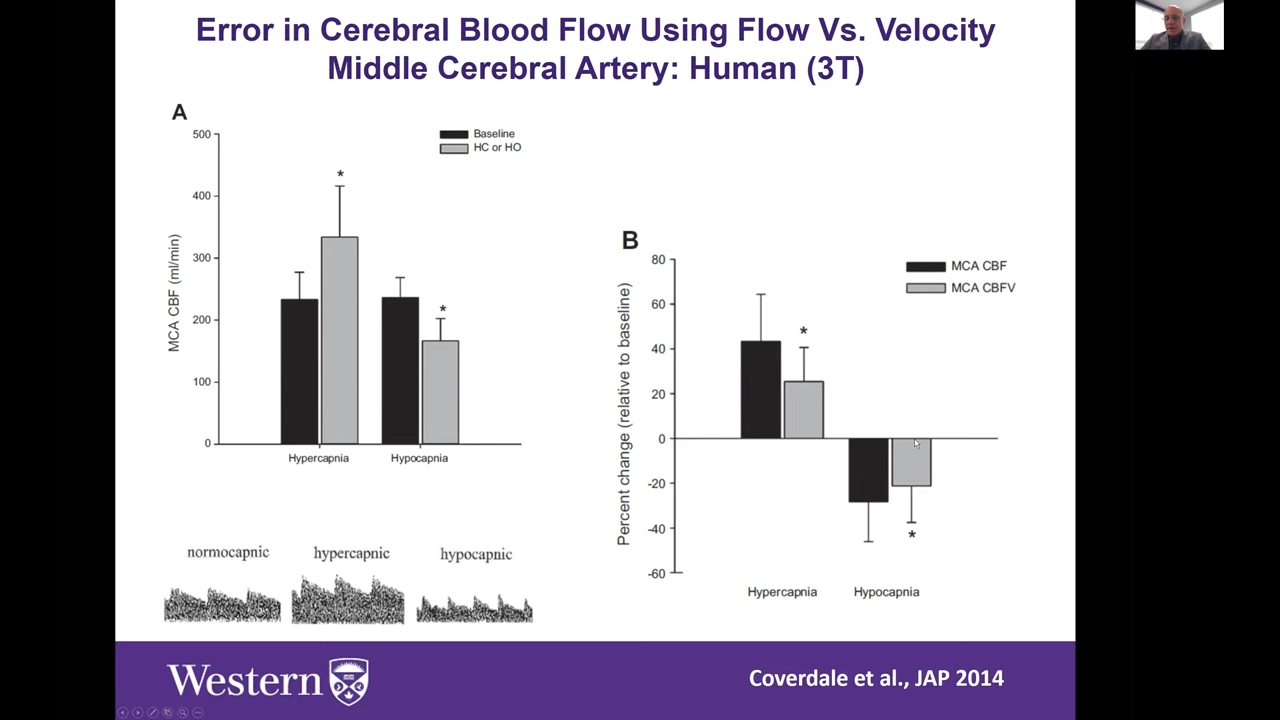 Error in Cerebral Blood Flow Using Flow Vs. Velocity
Middle Cerebral Artery: Human (3T)
A
500
400
300
200
100
0
MCA CBF (ml/min)
Baseline
HC or HO
*
*
Hypercapnia
Hypocapnia
normocapnic
hypercapnic
hypocapnic
B
80
60
40
20
0
-20
-40
-60
Percent change (relative to baseline)
MCA CBF
MCA CBFV
*
*
Hypercapnia
Hypocapnia
Western
Coverdale et al., JAP 2014